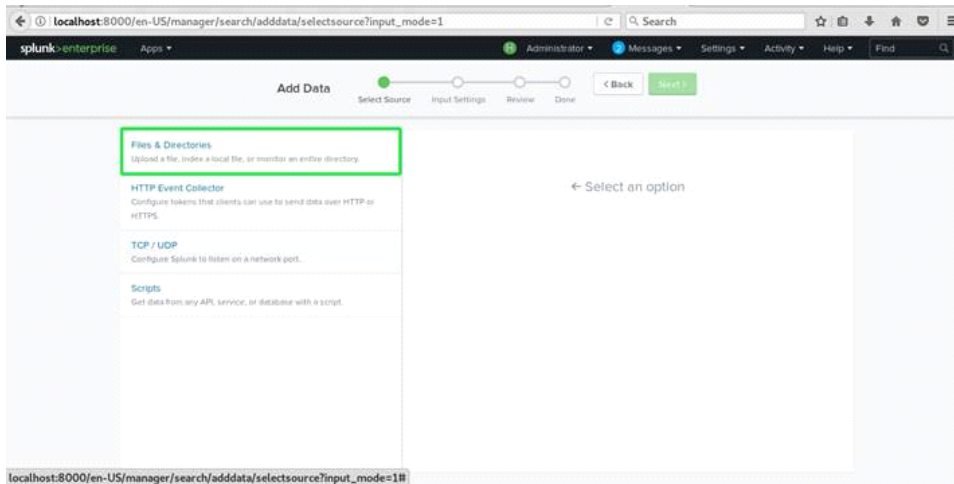 localhost:8000/en-US/manager/search/adddata/selectsource?input_mode=1
Search
splunk>enterprise Apps Administrator 2 Messages Settings Activity Help Find
Add Data
Select Source Input Settings Review Done
< Back Next >
Files & Directories
Upload a file, index a local file, or monitor an entire directory.
← Select an option
HTTP Event Collector
Configure tokens that clients can use to send data over HTTP or
HTTPS.
TCP / UDP
Configure Splunk to listen on a network port.
Scripts
Get data from any API, service, or database with a script.
localhost:8000/en-US/manager/search/adddata/selectsource?input_mode=1#